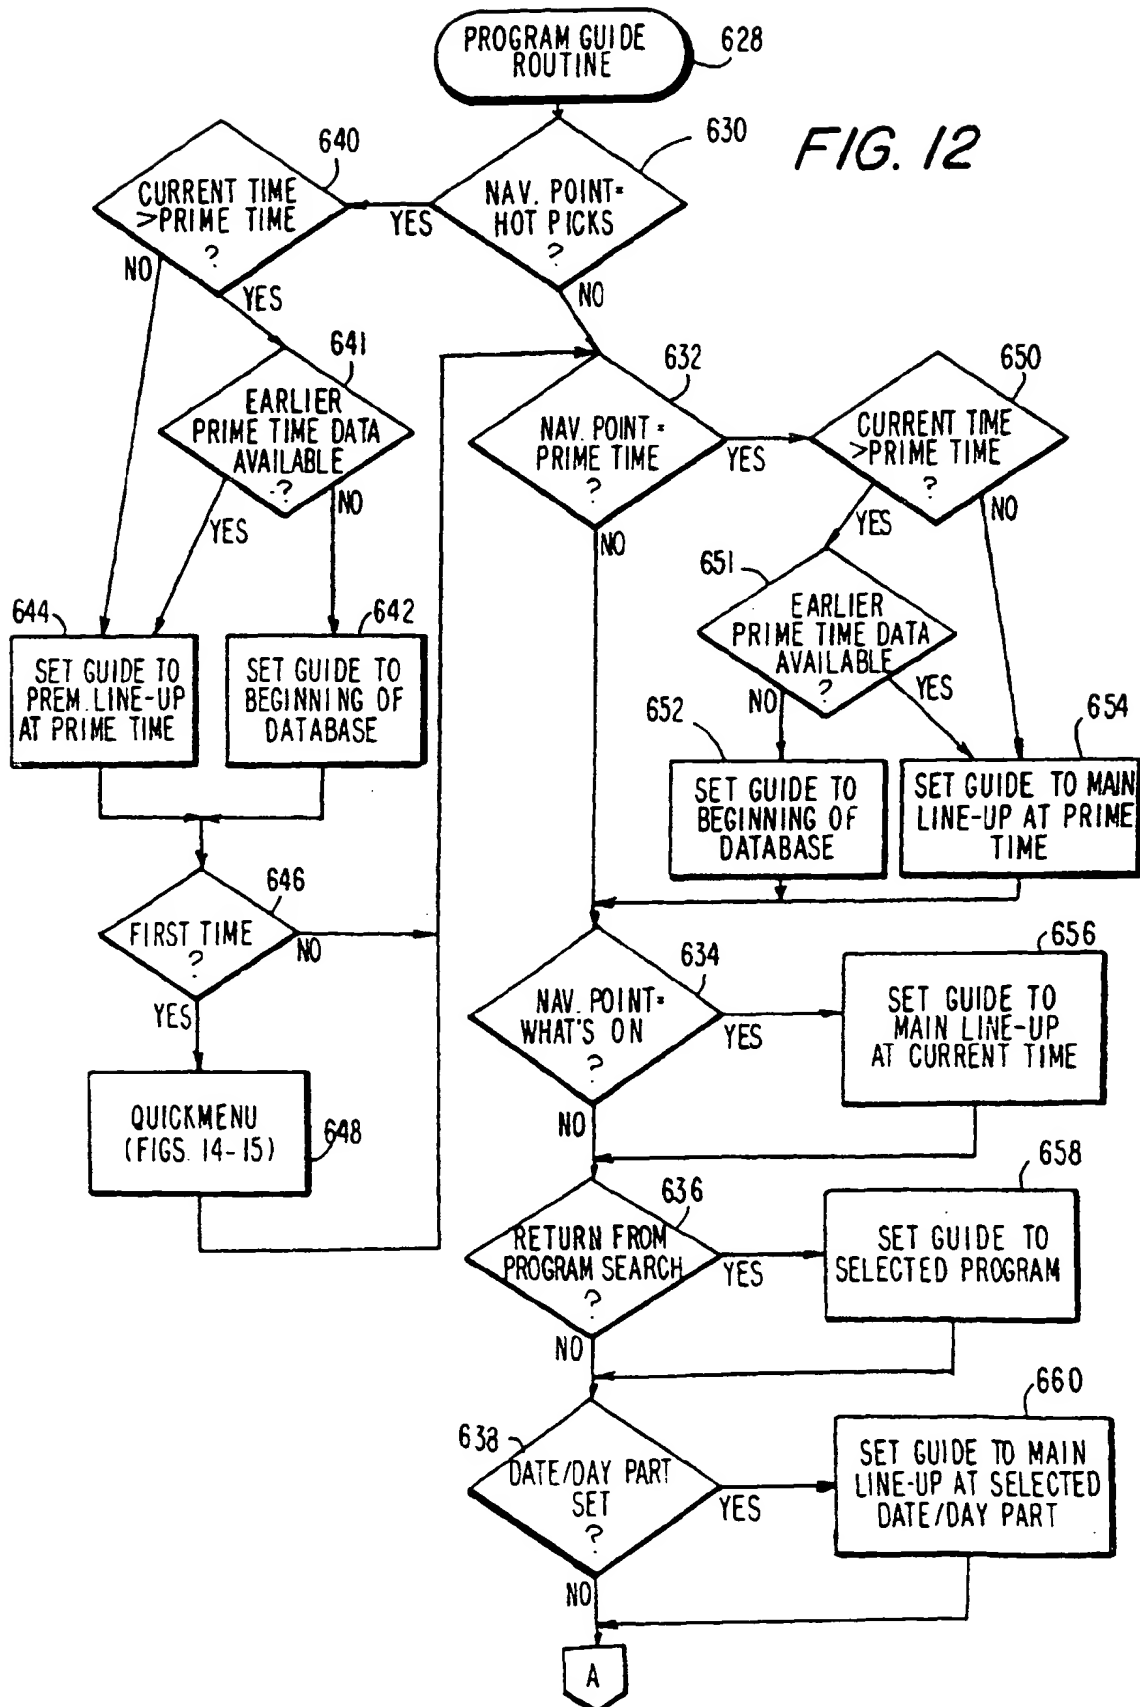 PROGRAM GUIDE
ROUTINE
628
FIG. 12
630
NAV. POINT=
HOT PICKS
?
YES
NO
640
CURRENT TIME
>PRIME TIME
?
NO
YES
641
EARLIER
PRIME TIME DATA
AVAILABLE
?
YES
NO
644
SET GUIDE TO
PREM. LINE-UP
AT PRIME TIME
642
SET GUIDE TO
BEGINNING OF
DATABASE
646
FIRST TIME
?
NO
YES
QUICKMENU
(FIGS. 14-15)
648
632
NAV. POINT =
PRIME TIME
?
YES
NO
650
CURRENT TIME
>PRIME TIME
?
YES
NO
651
EARLIER
PRIME TIME DATA
AVAILABLE
?
NO
YES
652
SET GUIDE TO
BEGINNING OF
DATABASE
654
SET GUIDE TO MAIN
LINE-UP AT PRIME
TIME
634
NAV. POINT=
WHAT'S ON
?
YES
NO
656
SET GUIDE TO
MAIN LINE-UP
AT CURRENT TIME
636
RETURN FROM
PROGRAM SEARCH
?
YES
NO
658
SET GUIDE TO
SELECTED PROGRAM
638
DATE/DAY PART
SET
?
YES
NO
660
SET GUIDE TO MAIN
LINE-UP AT SELECTED
DATE/DAY PART
A